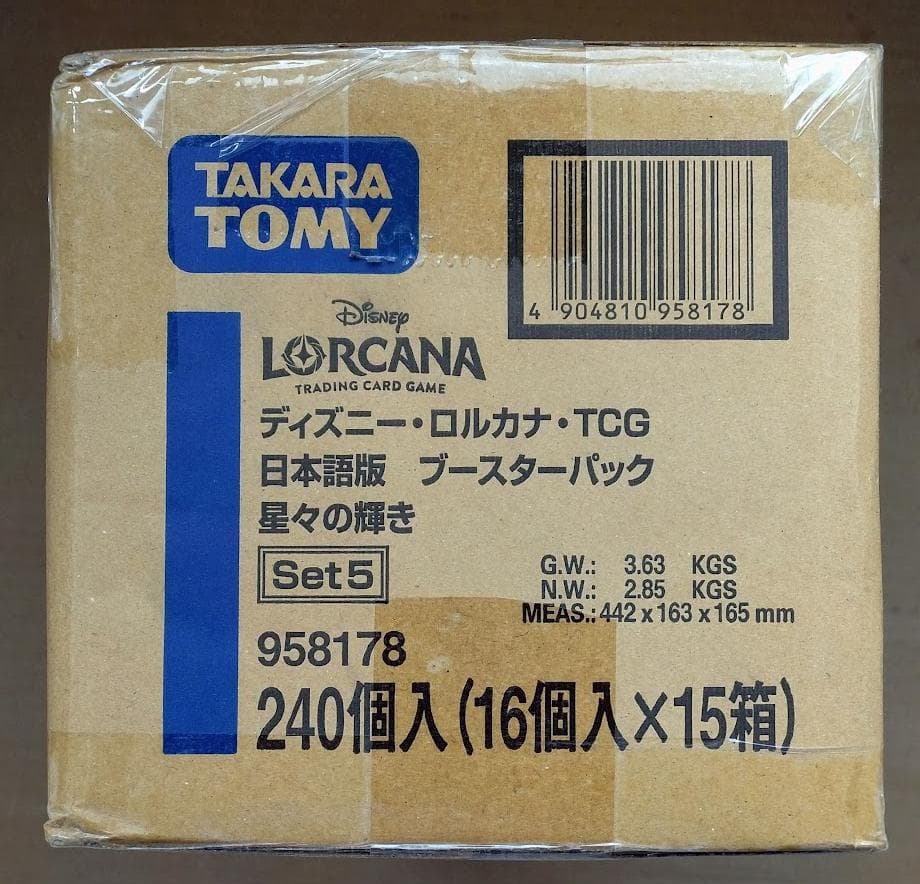 TAKARA
TOMY
4 904810 958178
Disney
LORCANA
TRADING CARD GAME
ディズニー・ロルカナ・TCG
日本語版 ブースターパック
星々の輝き
Set5
G.W.: 3.63 KGS
N.W.: 2.85 KGS
MEAS.: 442 x 163 x 165 mm
958178
240個入(16個入×15箱)